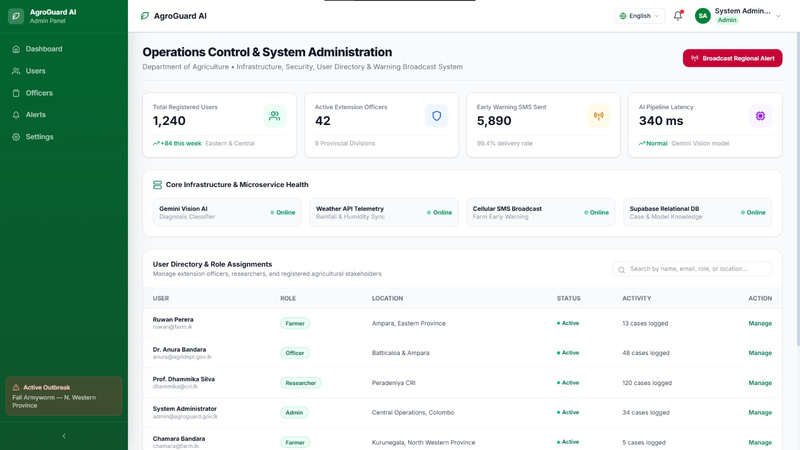 AgroGuard AI
Admin Panel
Dashboard
Users
Officers
Alerts
Settings
Active Outbreak
Fall Armyworm — N. Western
Province
AgroGuard AI
English
SA
System Admin...
Admin
Operations Control & System Administration
Department of Agriculture • Infrastructure, Security, User Directory & Warning Broadcast System
Broadcast Regional Alert
Total Registered Users
1,240
+84 this week Eastern & Central
Active Extension Officers
42
9 Provincial Divisions
Early Warning SMS Sent
5,890
99.4% delivery rate
AI Pipeline Latency
340 ms
Normal Gemini Vision model
Core Infrastructure & Microservice Health
Gemini Vision AI
Diagnosis Classifier
Online
Weather API Telemetry
Rainfall & Humidity Sync
Online
Cellular SMS Broadcast
Farm Early Warning
Online
Supabase Relational DB
Case & Model Knowledge
Online
User Directory & Role Assignments
Manage extension officers, researchers, and registered agricultural stakeholders
Search by name, email, role, or location...
USER ROLE LOCATION STATUS ACTIVITY ACTION
Ruwan Perera
ruwan@farm.lk
Farmer Ampara, Eastern Province Active 13 cases logged Manage
Dr. Anura Bandara
anura@agridept.gov.lk
Officer Batticaloa & Ampara Active 48 cases logged Manage
Prof. Dhammika Silva
dhammika@cri.lk
Researcher Peradeniya CRI Active 120 cases logged Manage
System Administrator
admin@agroguard.gov.lk
Admin Central Operations, Colombo Active 34 cases logged Manage
Chamara Bandara
chamara@farm.lk
Farmer Kurunegala, North Western Province Active 5 cases logged Manage